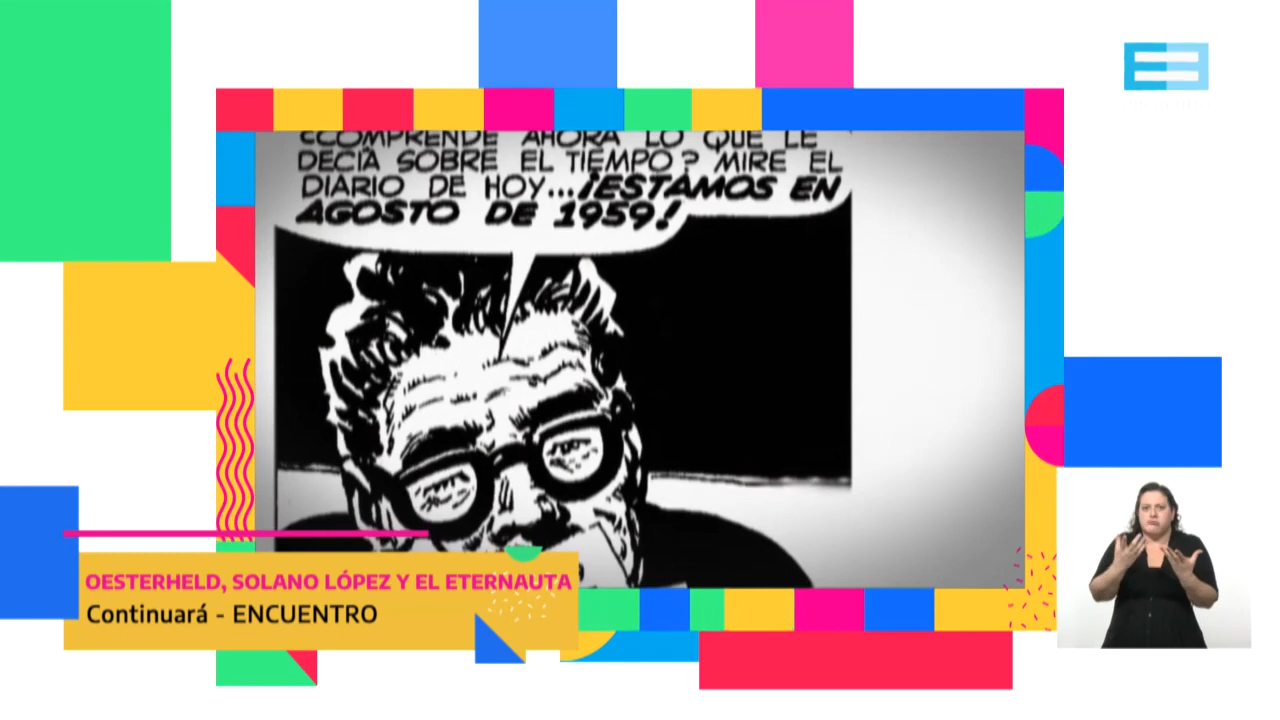 ¿COMPRENDE AHORA LO QUE LE
DECÍA SOBRE EL TIEMPO? MIRE EL
DIARIO DE HOY...¡ESTAMOS EN
AGOSTO DE 1959!
OESTERHELD, SOLANO LÓPEZ Y EL ETERNAUTA
Continuará - ENCUENTRO